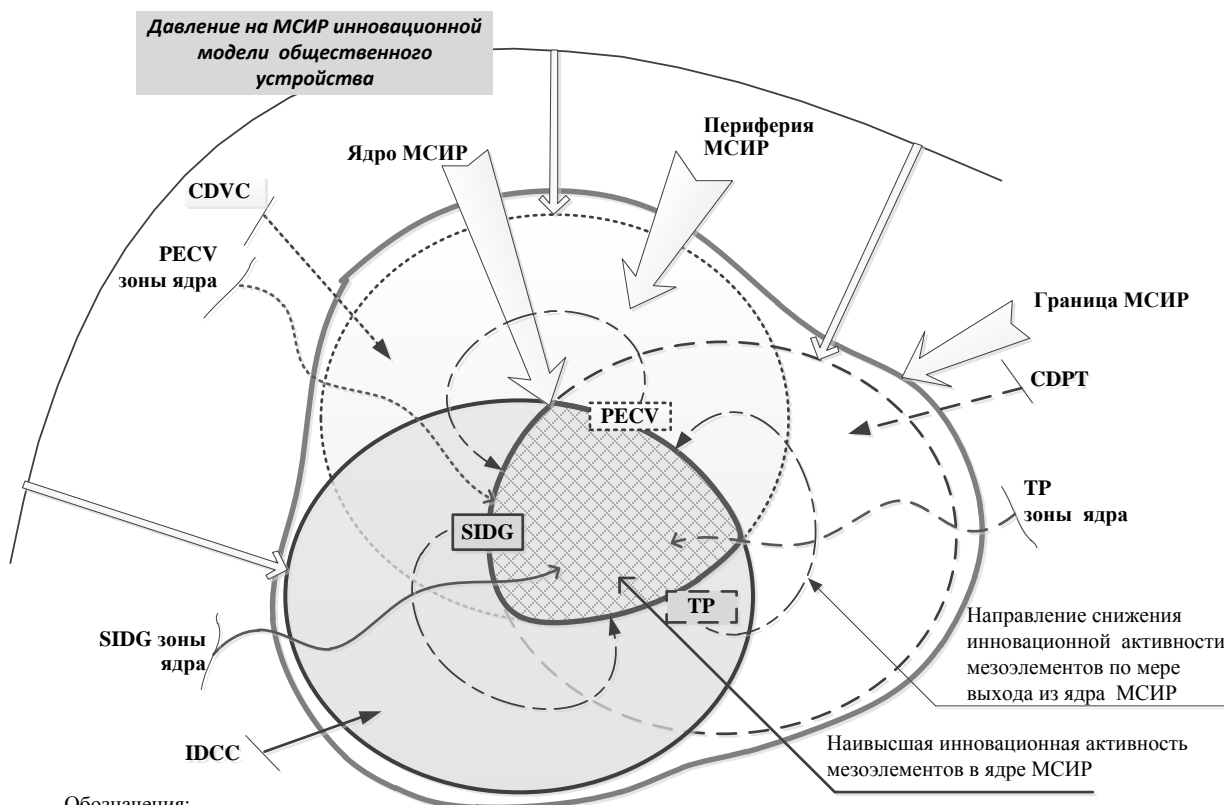 Давление на МСИР инновационной
модели общественного
устройства
Периферия
МСИР
Ядро МСИР
CDVC
PECV
зоны ядра
Граница МСИР
CDPT
PECV
TP
зоны ядра
SIDG
TP
SIDG зоны
ядра
Направление снижения
инновационной активности
мезоэлементов по мере
выхода из ядра МСИР
IDCC
Наивысшая инновационная активность
мезоэлементов в ядре МСИР
Обозначения: